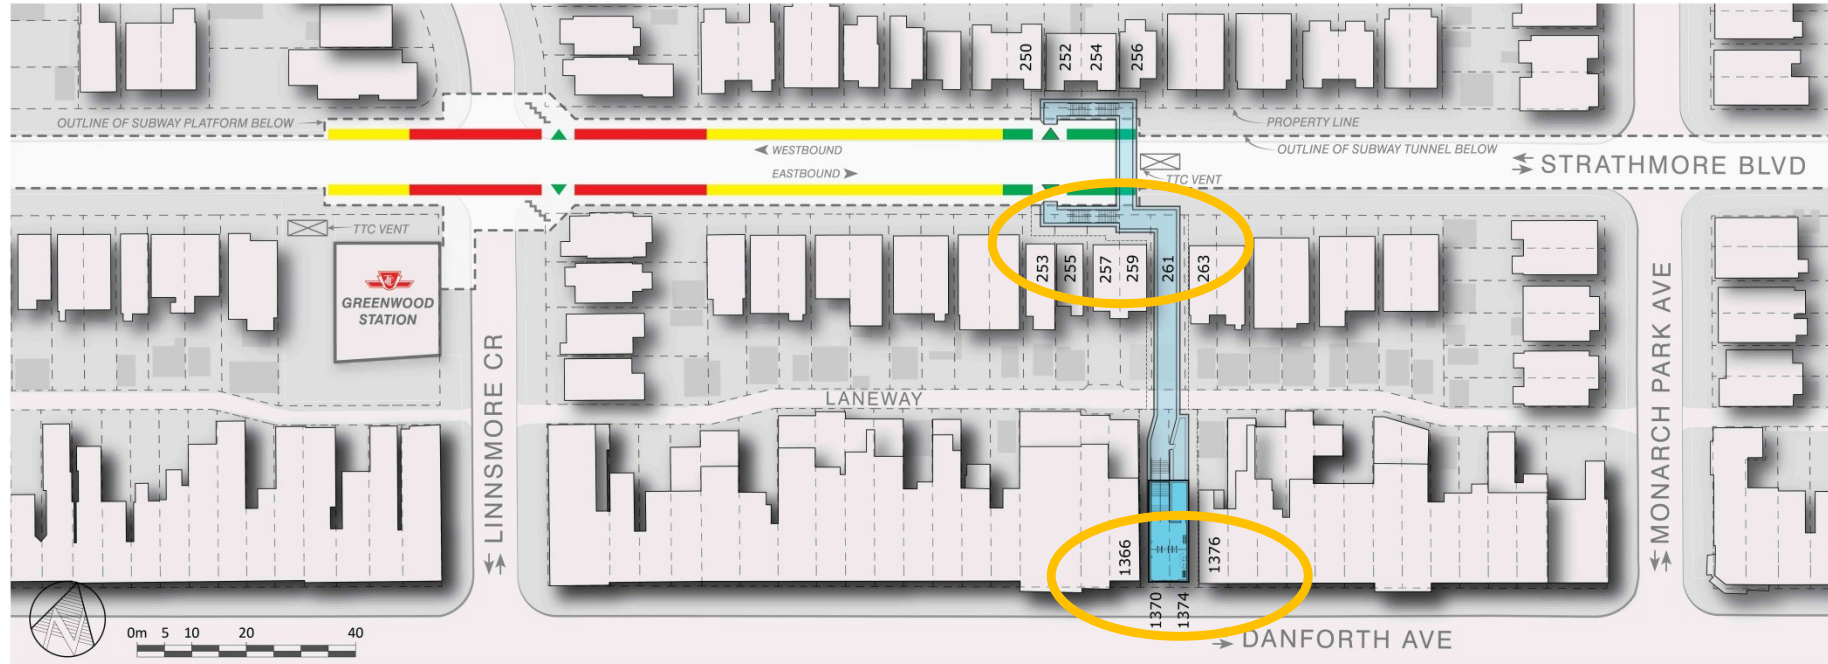 250
252
254
256
OUTLINE OF SUBWAY PLATFORM BELOW
PROPERTY LINE
WESTBOUND
OUTLINE OF SUBWAY TUNNEL BELOW
STRATHMORE BLVD
EASTBOUND
TTC VENT
TTC VENT
253
255
257
259
261
263
GREENWOOD
STATION
LINNSMORE CR
MONARCH PARK AVE
LANEWAY
1366
1376
1370
1374
0m 5 10 20 40
DANFORTH AVE